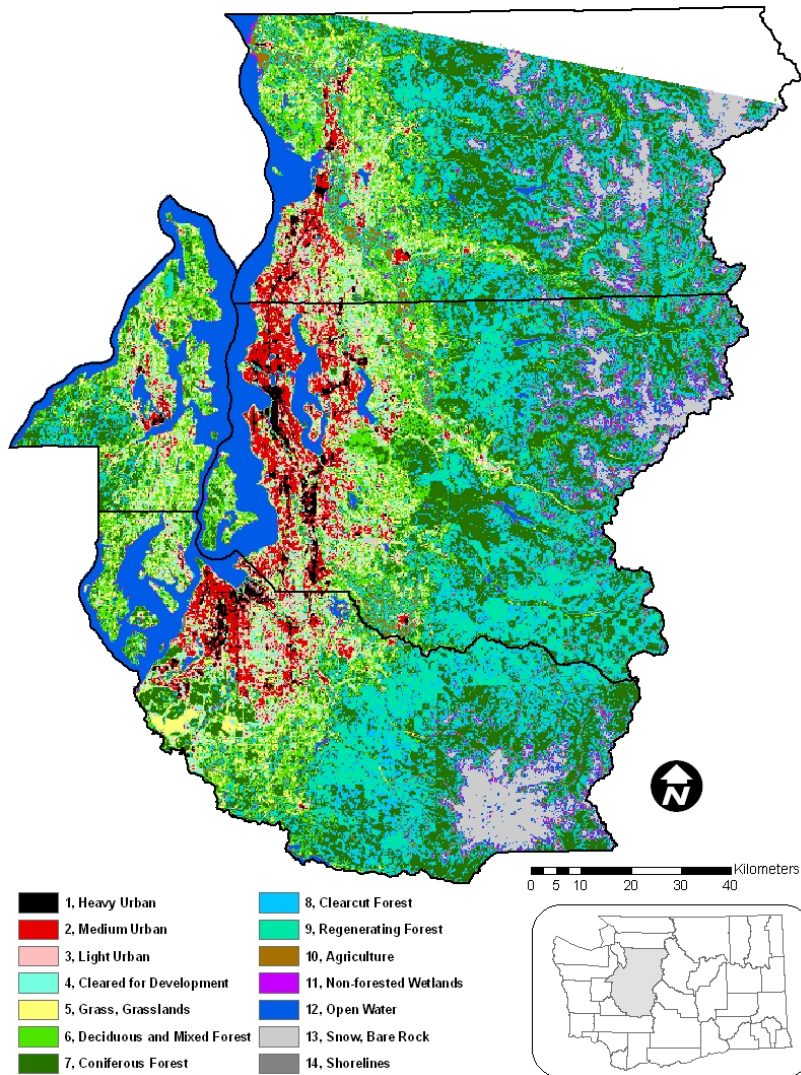 N
Kilometers
0 5 10 20 30 40
1, Heavy Urban
2, Medium Urban
3, Light Urban
4, Cleared for Development
5, Grass, Grasslands
6, Deciduous and Mixed Forest
7, Coniferous Forest
8, Clearcut Forest
9, Regenerating Forest
10, Agriculture
11, Non-forested Wetlands
12, Open Water
13, Snow, Bare Rock
14, Shorelines